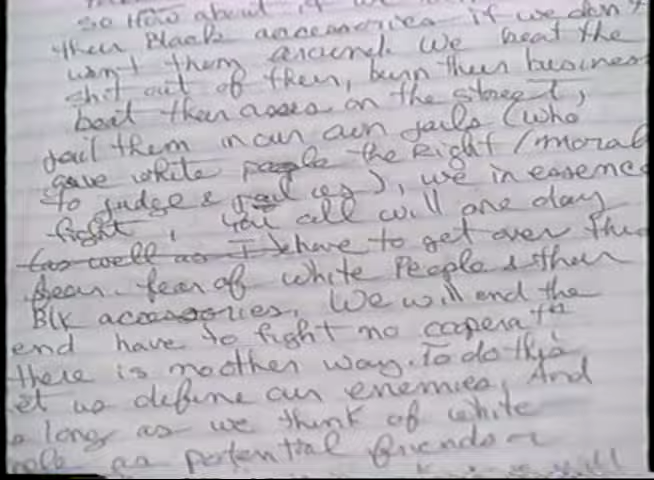 so How about if we
their Black accessories if we don't
want them around. We beat the
shit out of them, burn their business
beat their asses on the street,
jail them in our own jails (who
gave white people the Right/moral
to judge & jail us), we in essence
fight, you all will one day
(as well as I) have to get over the
fear fear of white People & their
Blk accessories. We will end the
end have to fight no cooperat
there is no other way. To do this
et us define our enemies, And
s long as we think of white
as potential friends or